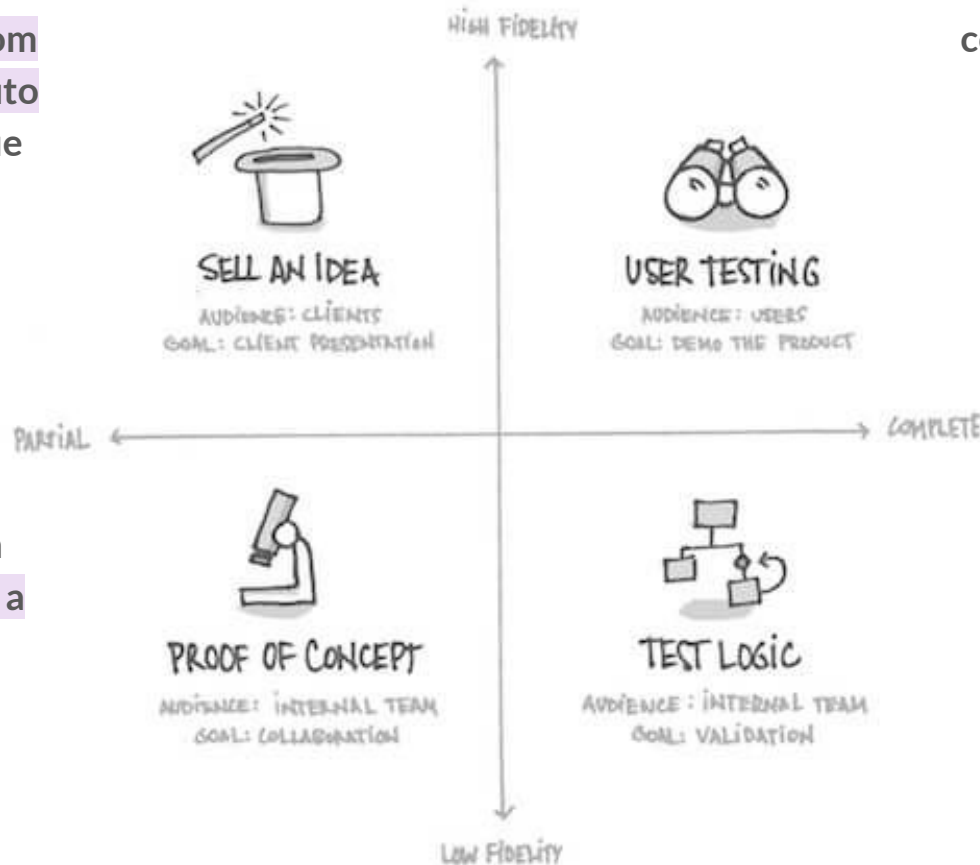 HIGH FIDELITY
SELL AN IDEA
AUDIENCE: CLIENTS
GOAL: CLIENT PRESENTATION
USER TESTING
AUDIENCE: USERS
GOAL: DEMO THE PRODUCT
PARTIAL
COMPLETE
a
PROOF OF CONCEPT
AUDIENCE: INTERNAL TEAM
GOAL: COLLABORATION
TEST LOGIC
AUDIENCE: INTERNAL TEAM
GOAL: VALIDATION
LOW FIDELITY